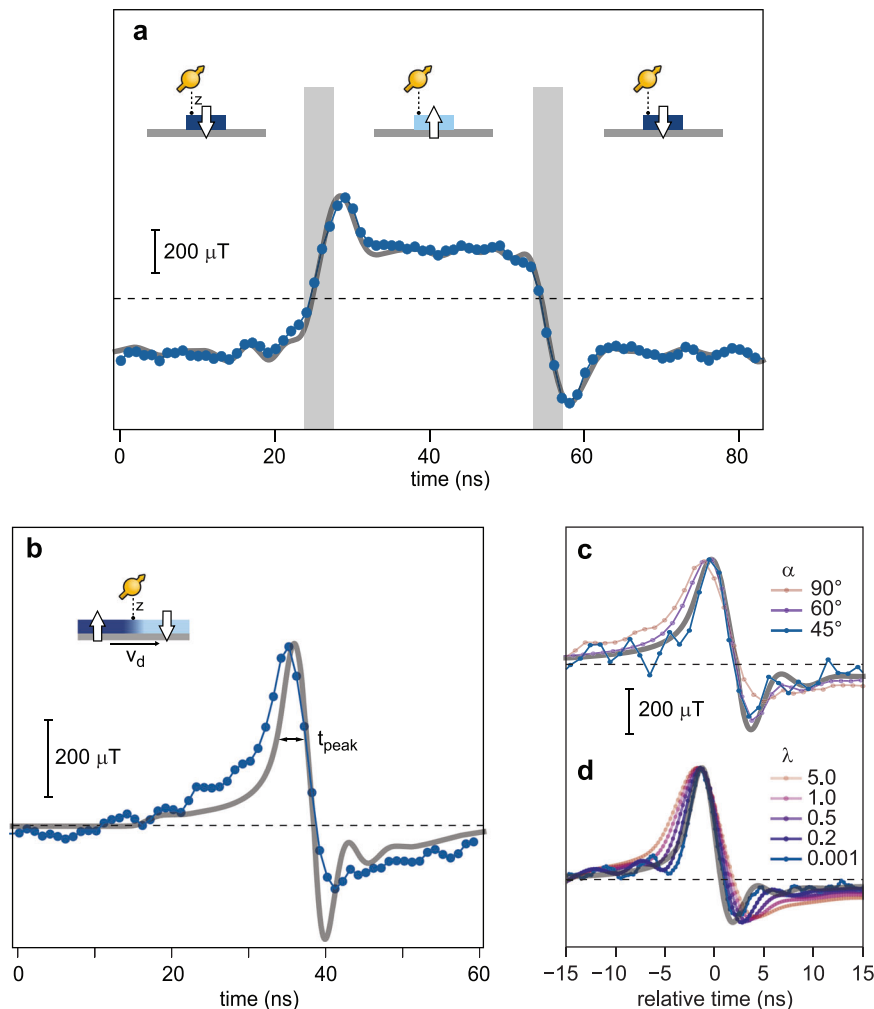 a
z
200 μT
0
20
40
60
80
time (ns)
b
z
v_d
200 μT
t_peak
0
20
40
60
time (ns)
c
α
90°
60°
45°
200 μT
d
λ
5.0
1.0
0.5
0.2
0.001
−15
−10
−5
0
5
10
15
relative time (ns)